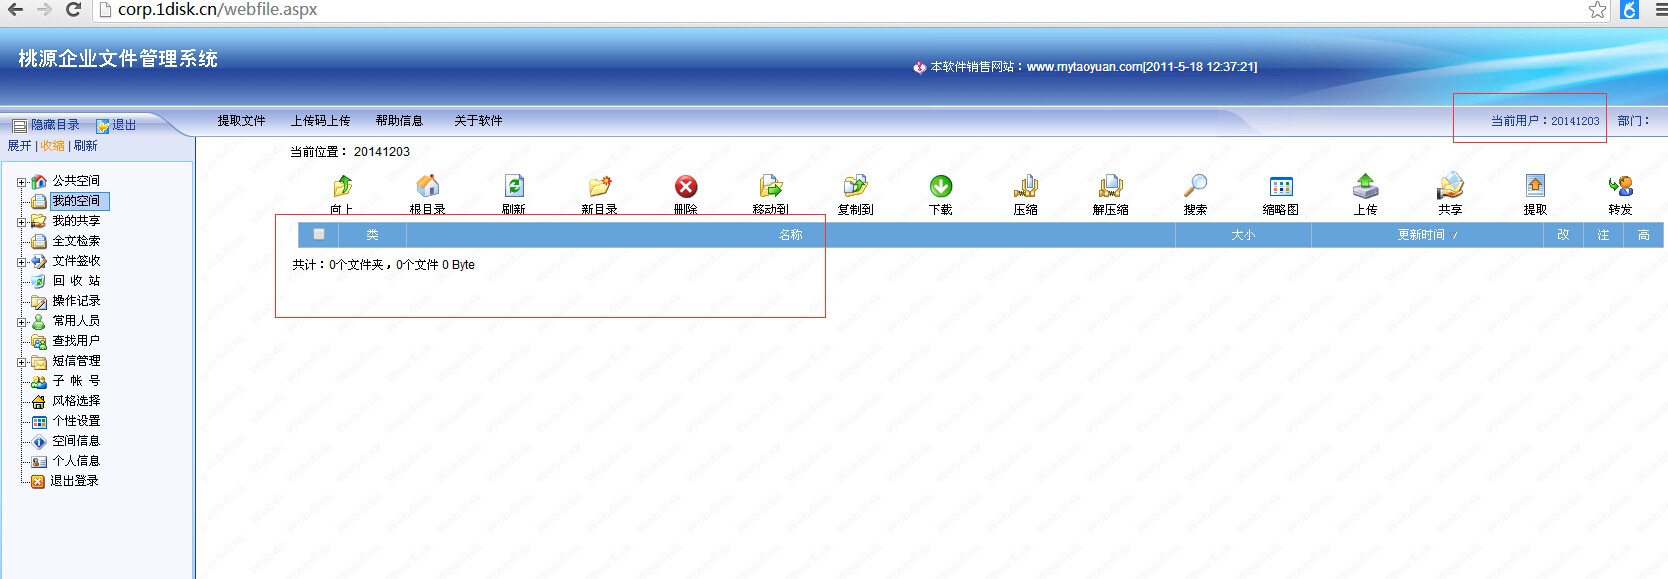 corp.1disk.cn/webfile.aspx
桃源企业文件管理系统
本软件销售网站：www.mytaoyuan.com[2011-5-18 12:37:21]
隐藏目录 退出
提取文件 上传码上传 帮助信息 关于软件
当前用户：20141203 部门：
展开 | 收缩 | 刷新
当前位置： 20141203
公共空间
我的空间
我的共享
全文检索
文件签收
回 收 站
操作记录
常用人员
查找用户
短信管理
子 帐 号
风格选择
个性设置
空间信息
个人信息
退出登录
向上 根目录 刷新 新目录 删除 移动到 复制到 下载 压缩 解压缩 搜索 缩略图 上传 共享 提取 转发
类 名称 大小 更新时间 改 注 高
共计：0个文件夹，0个文件 0 Byte
Webdisk